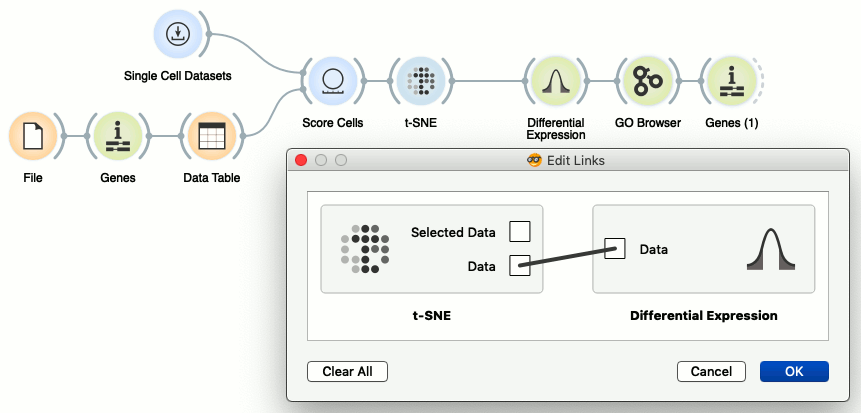 Single Cell Datasets
Score Cells
t-SNE
Differential
Expression
GO Browser
Genes (1)
File
Genes
Data Table
Edit Links
Selected Data
Data
Data
t-SNE
Differential Expression
Clear All
Cancel
OK